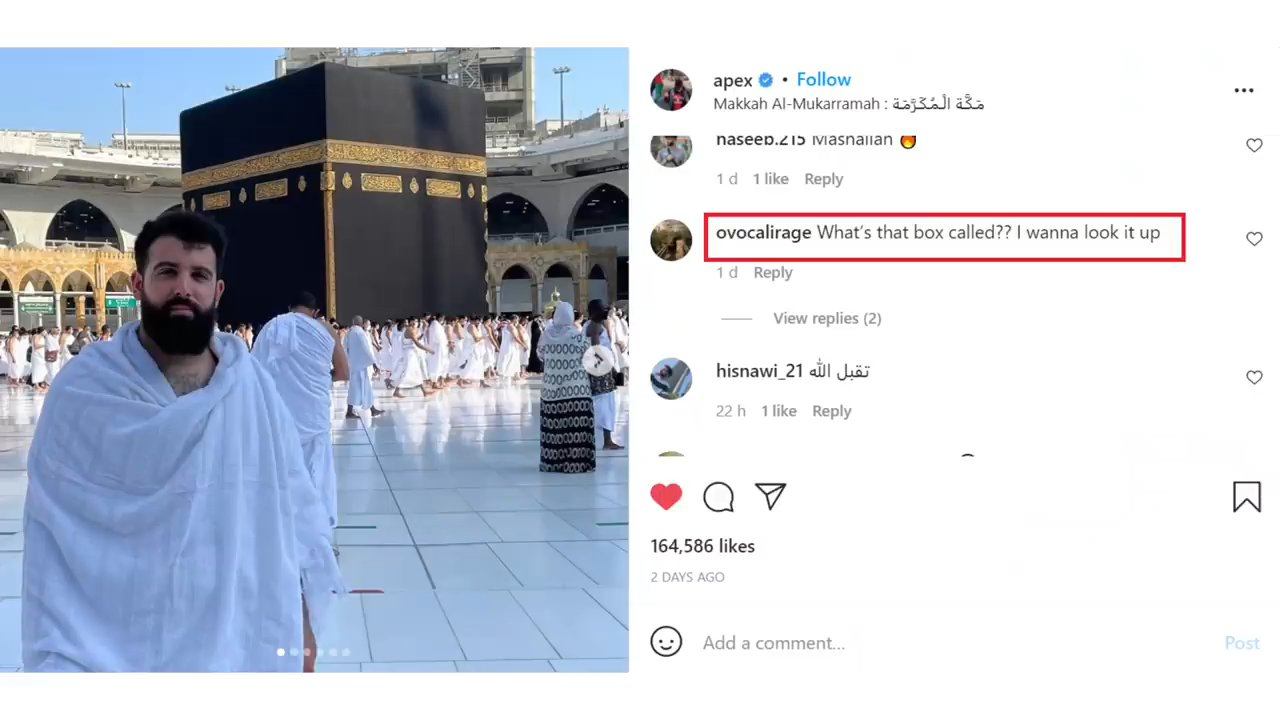 apex • Follow
Makkah Al-Mukarramah : مَكَّة الْمُكَرَّمَة
naseeb.215 Mashallah 🔥
1 d 1 like Reply
ovocalirage What's that box called?? I wanna look it up
1 d Reply
View replies (2)
hisnawi_21 تقبل الله
22 h 1 like Reply
164,586 likes
2 DAYS AGO
Add a comment...
Post